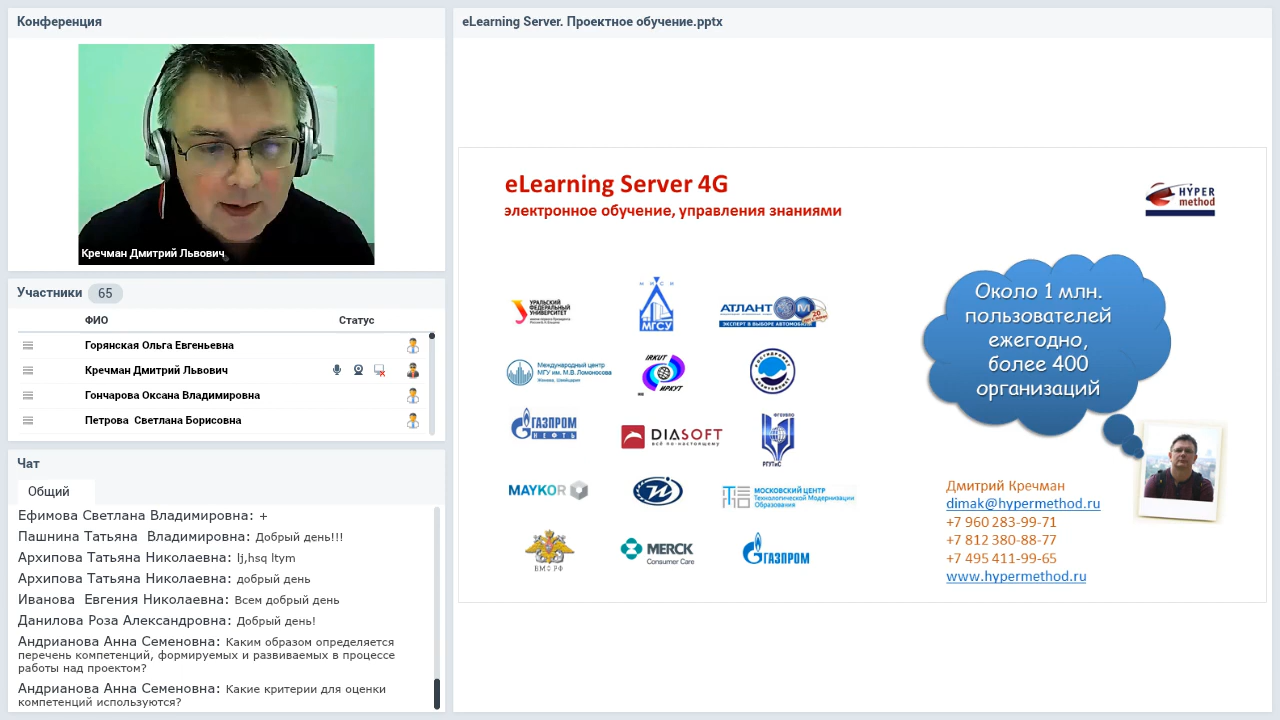 Конференция
Кречман Дмитрий Львович
Участники 65
ФИО Статус
Горянская Ольга Евгеньевна
Кречман Дмитрий Львович
Гончарова Оксана Владимировна
Петрова Светлана Борисовна
Чат
Общий
Ефимова Светлана Владимировна: +
Пашнина Татьяна Владимировна: Добрый день!!!
Архипова Татьяна Николаевна: lj,hsq ltym
Архипова Татьяна Николаевна: добрый день
Иванова Евгения Николаевна: Всем добрый день
Данилова Роза Александровна: Добрый день!
Андрианова Анна Семеновна: Каким образом определяется
перечень компетенций, формируемых и развиваемых в процессе
работы над проектом?
Андрианова Анна Семеновна: Какие критерии для оценки
компетенций используются?
eLearning Server. Проектное обучение.pptx
eLearning Server 4G
электронное обучение, управления знаниями
HYPER
method
УРАЛЬСКИЙ
ФЕДЕРАЛЬНЫЙ
УНИВЕРСИТЕТ
МГСУ
АТЛАНТ М
ЭКСПЕРТ В ВЫБОРЕ АВТОМОБИЛЯ
20
Международный центр
МГУ им. М.В. Ломоносова
Женева, Швейцария
IRKUT
ИРКУТ
ГАЗПРОМ
НЕФТЬ
DIASOFT
всё по-настоящему
РГУТиС
MAYKOR
МОСКОВСКИЙ ЦЕНТР
Технологической Модернизации
Образования
ВМФ РФ
MERCK
Consumer Care
ГАЗПРОМ
Около 1 млн.
пользователей
ежегодно,
более 400
организаций
Дмитрий Кречман
dimak@hypermethod.ru
+7 960 283-99-71
+7 812 380-88-77
+7 495 411-99-65
www.hypermethod.ru